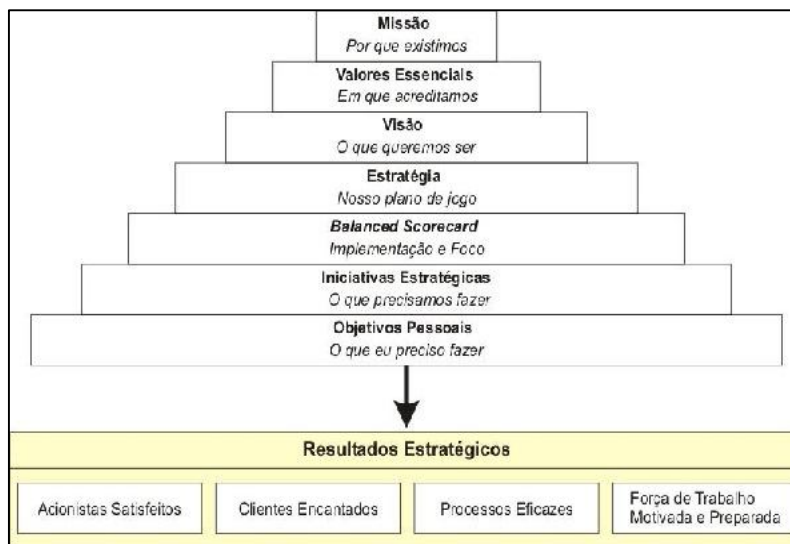 Missão
Por que existimos
Valores Essenciais
Em que acreditamos
Visão
O que queremos ser
Estratégia
Nosso plano de jogo
Balanced Scorecard
Implementação e Foco
Iniciativas Estratégicas
O que precisamos fazer
Objetivos Pessoais
O que eu preciso fazer
Resultados Estratégicos
Acionistas Satisfeitos
Clientes Encantados
Processos Eficazes
Força de Trabalho
Motivada e Preparada